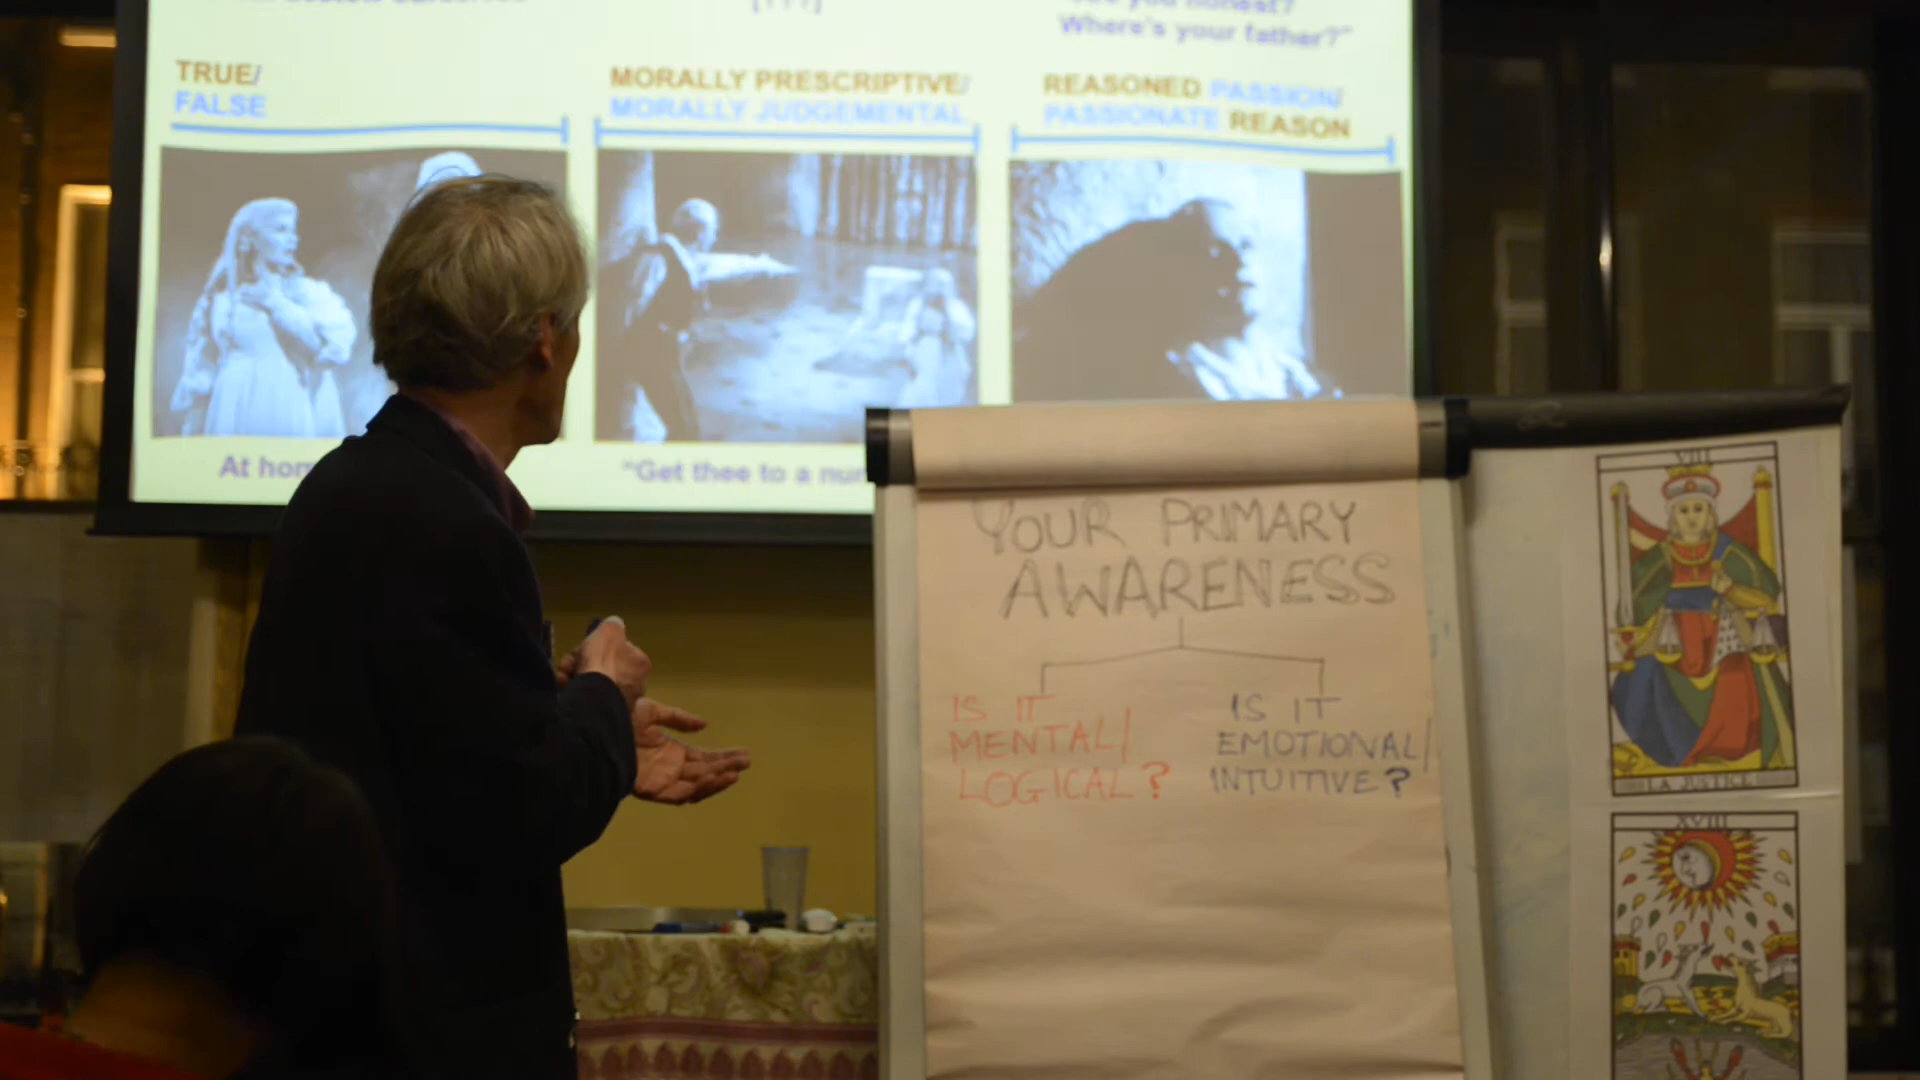 Where's your father?"
TRUE/
FALSE
MORALLY PRESCRIPTIVE/
MORALLY JUDGEMENTAL
REASONED PASSION/
PASSIONATE REASON
At
"Get thee to a
YOUR PRIMARY
AWARENESS
IS IT
MENTAL/
LOGICAL?
IS IT
EMOTIONAL/
INTUITIVE?
VIII
LA JUSTICE
XVIII